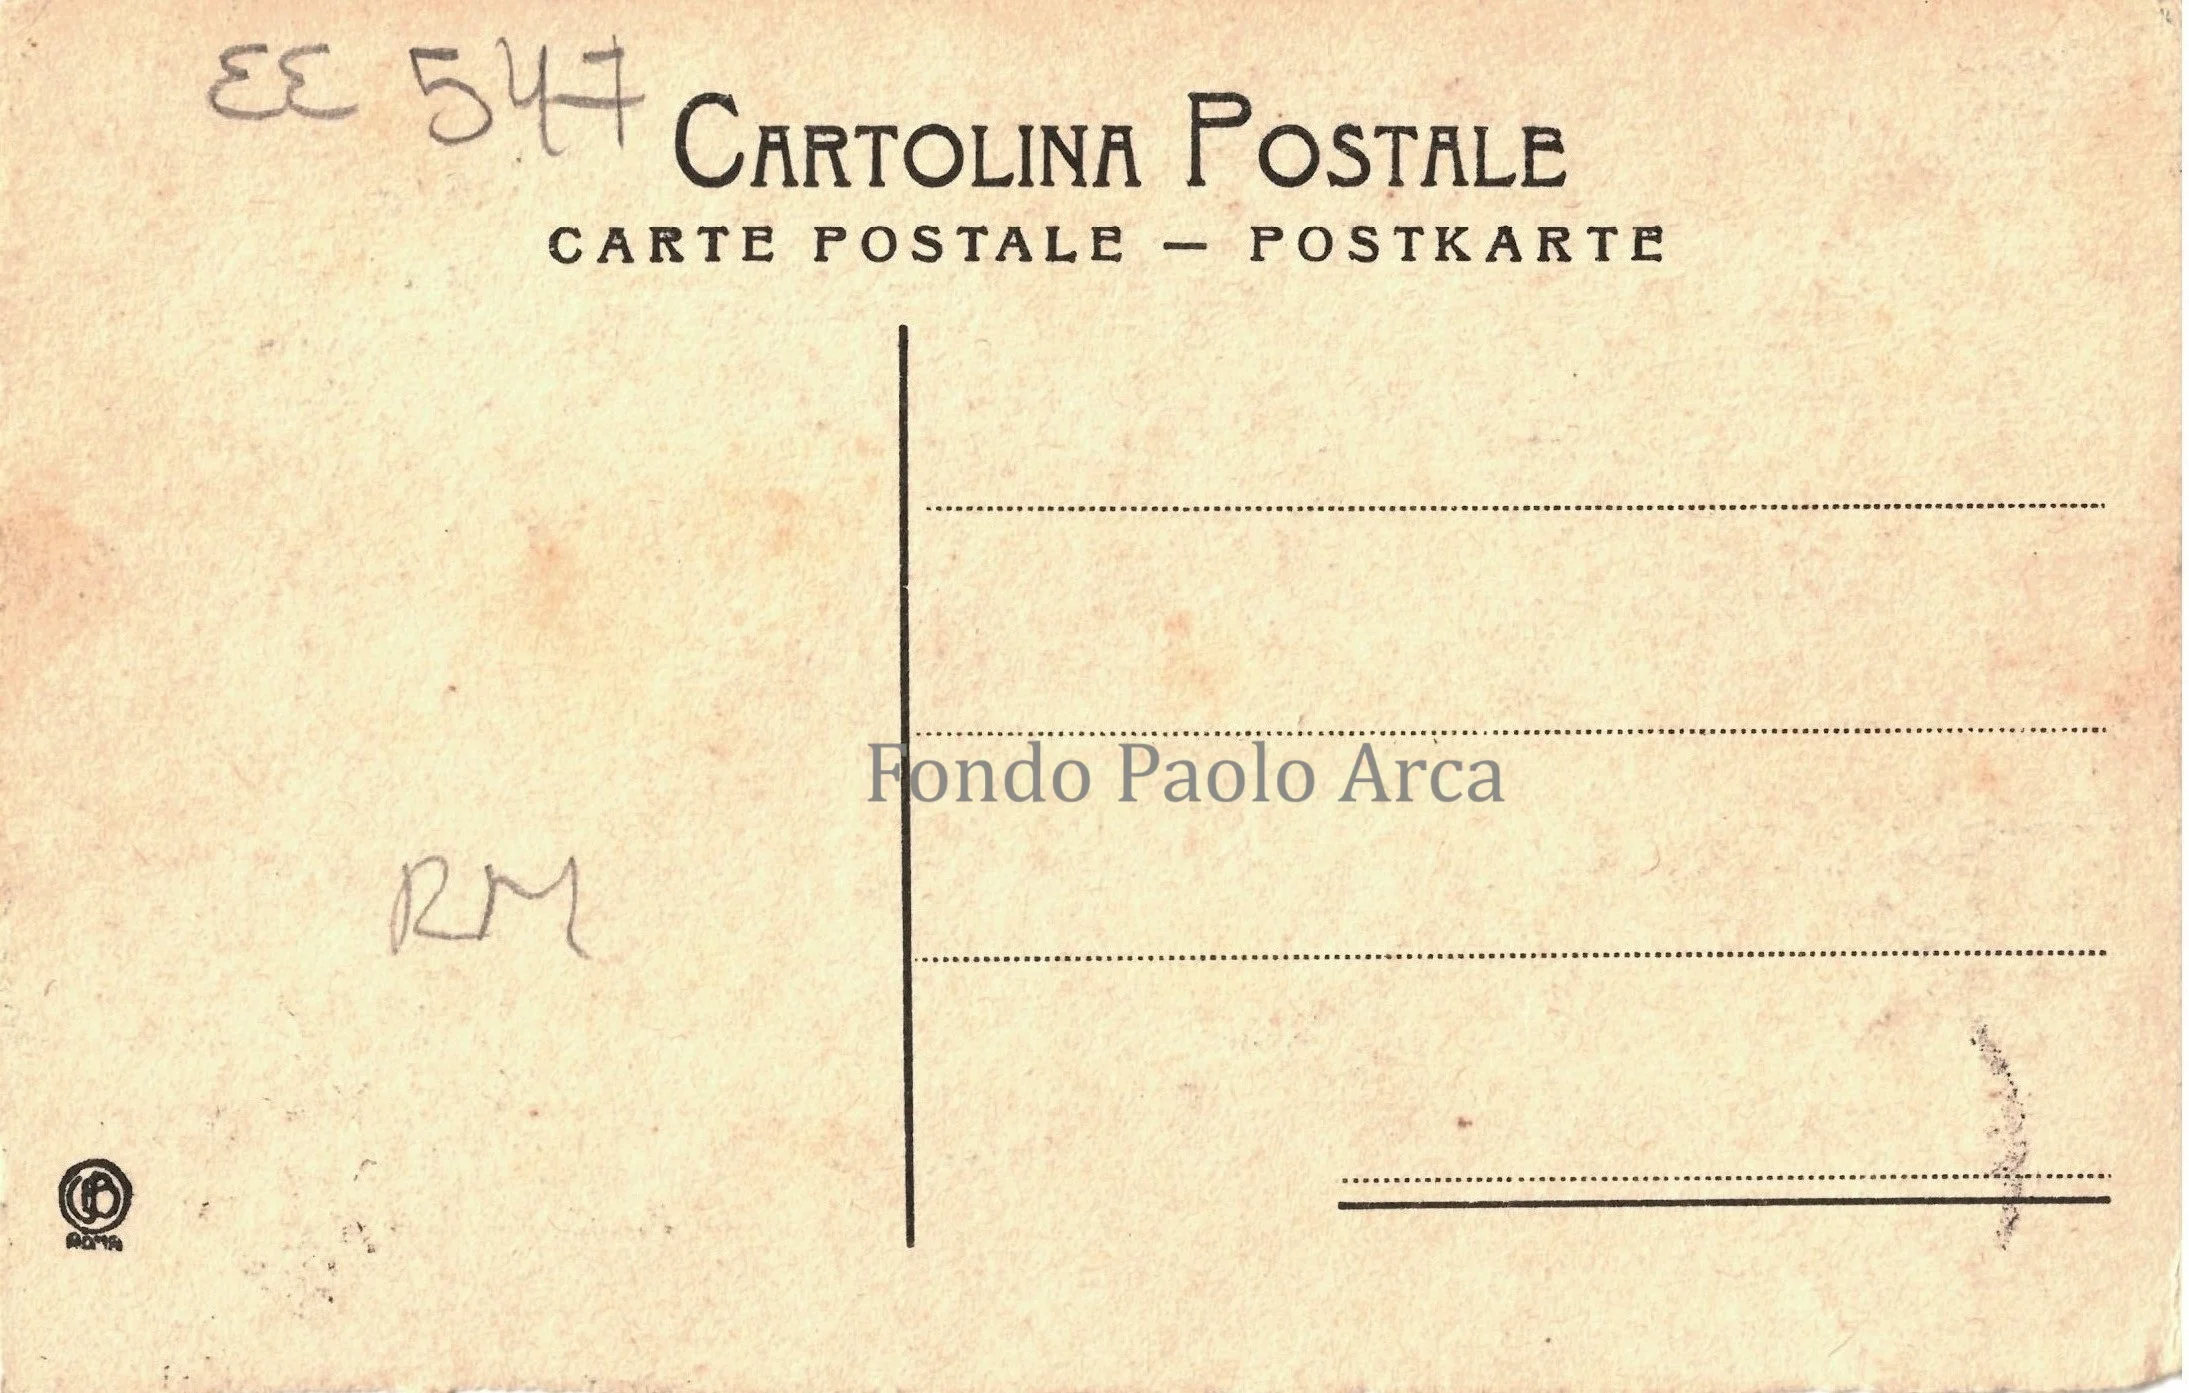 EE 547
CARTOLINA POSTALE
CARTE POSTALE — POSTKARTE
Fondo Paolo Arca
RM
ROMA